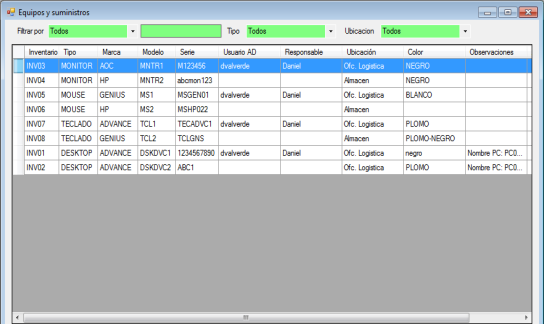 Equipos y suministros
Filtrar por Todos Tipo Todos Ubicacion Todos
Inventario Tipo Marca Modelo Serie Usuario AD Responsable Ubicación Color Observaciones
INV03 MONITOR AOC MNTR1 M123456 dvalverde Daniel Ofc. Logistica NEGRO
INV04 MONITOR HP MNTR2 abcmon123 Almacen NEGRO
INV05 MOUSE GENIUS MS1 MSGEN01 dvalverde Daniel Ofc. Logistica BLANCO
INV06 MOUSE HP MS2 MSHP022 Almacen
INV07 TECLADO ADVANCE TCL1 TECADVC1 dvalverde Daniel Ofc. Logistica PLOMO
INV08 TECLADO GENIUS TCL2 TCLGNS Almacen PLOMO-NEGRO
INV01 DESKTOP ADVANCE DSKDVC1 1234567890 dvalverde Daniel Ofc. Logistica negro Nombre PC: PC0...
INV02 DESKTOP ADVANCE DSKDVC2 ABC1 Ofc. Logistica PLOMO Nombre PC: PC0...